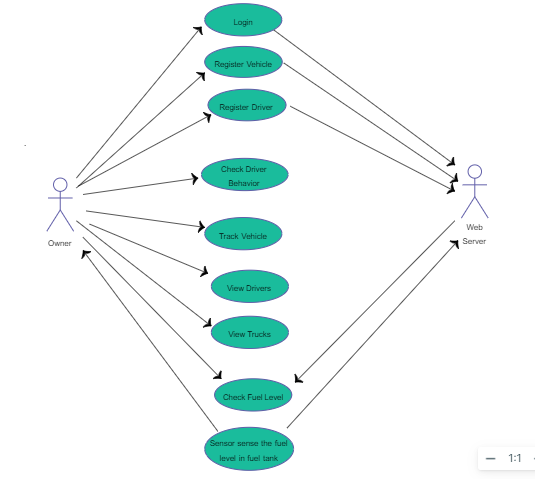 Login
Register Vehicle
Register Driver
Check Driver
Behavior
Track Vehicle
View Drivers
View Trucks
Check Fuel Level
Sensor sense the fuel
level in fuel tank
Owner
Web
Server
1:1